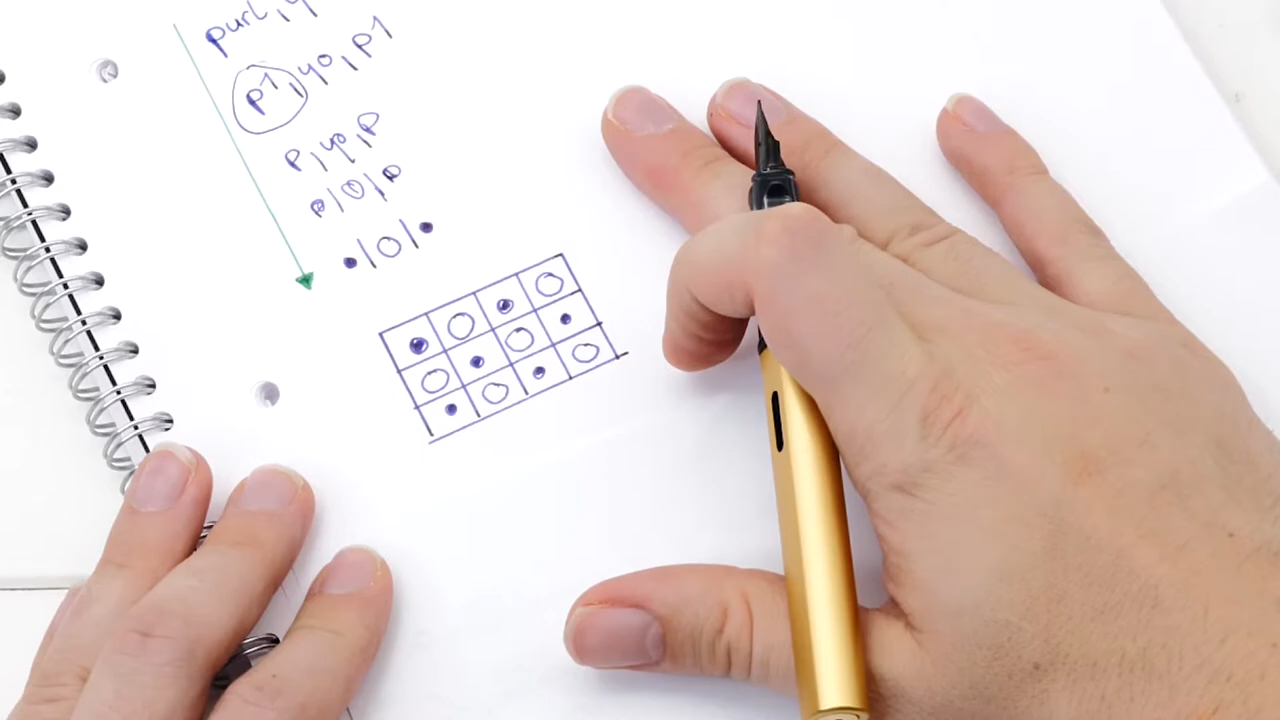 purl, y
p1, yo, p1
p, yo, p
p|O|p
•|O|•